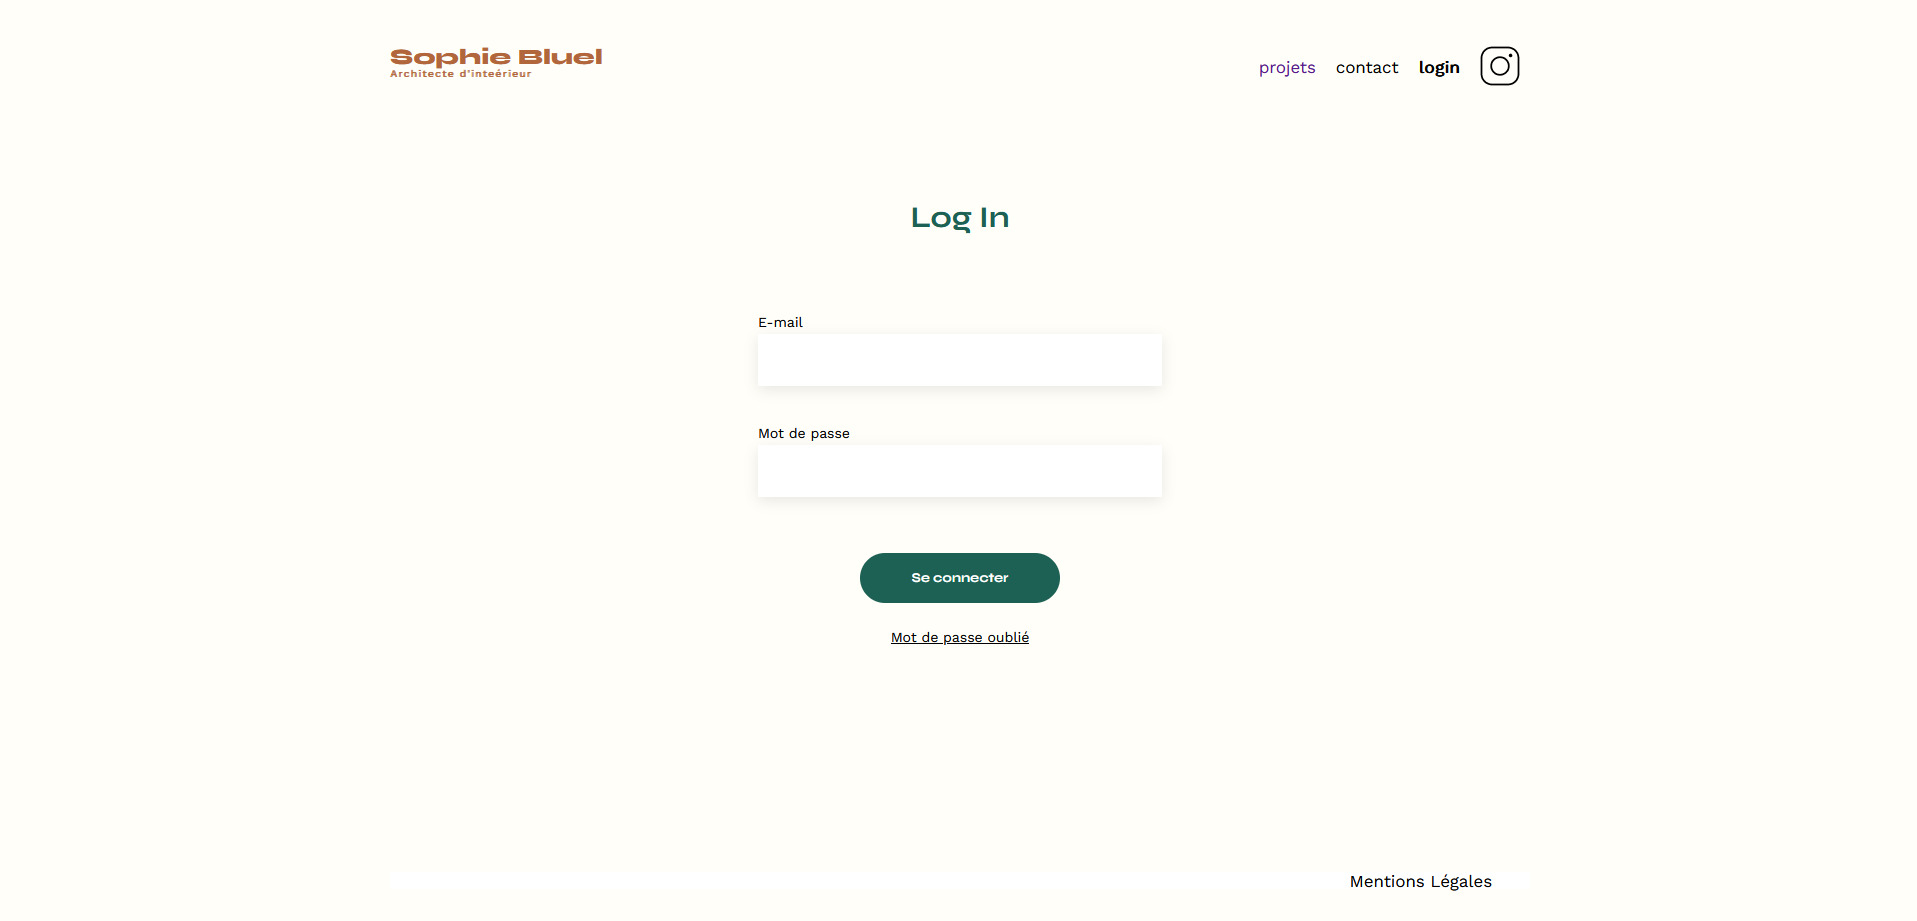 Sophie Bluel
Architecte d'inteérieur
projets contact login
Log In
E-mail
Mot de passe
Se connecter
Mot de passe oublié
Mentions Légales